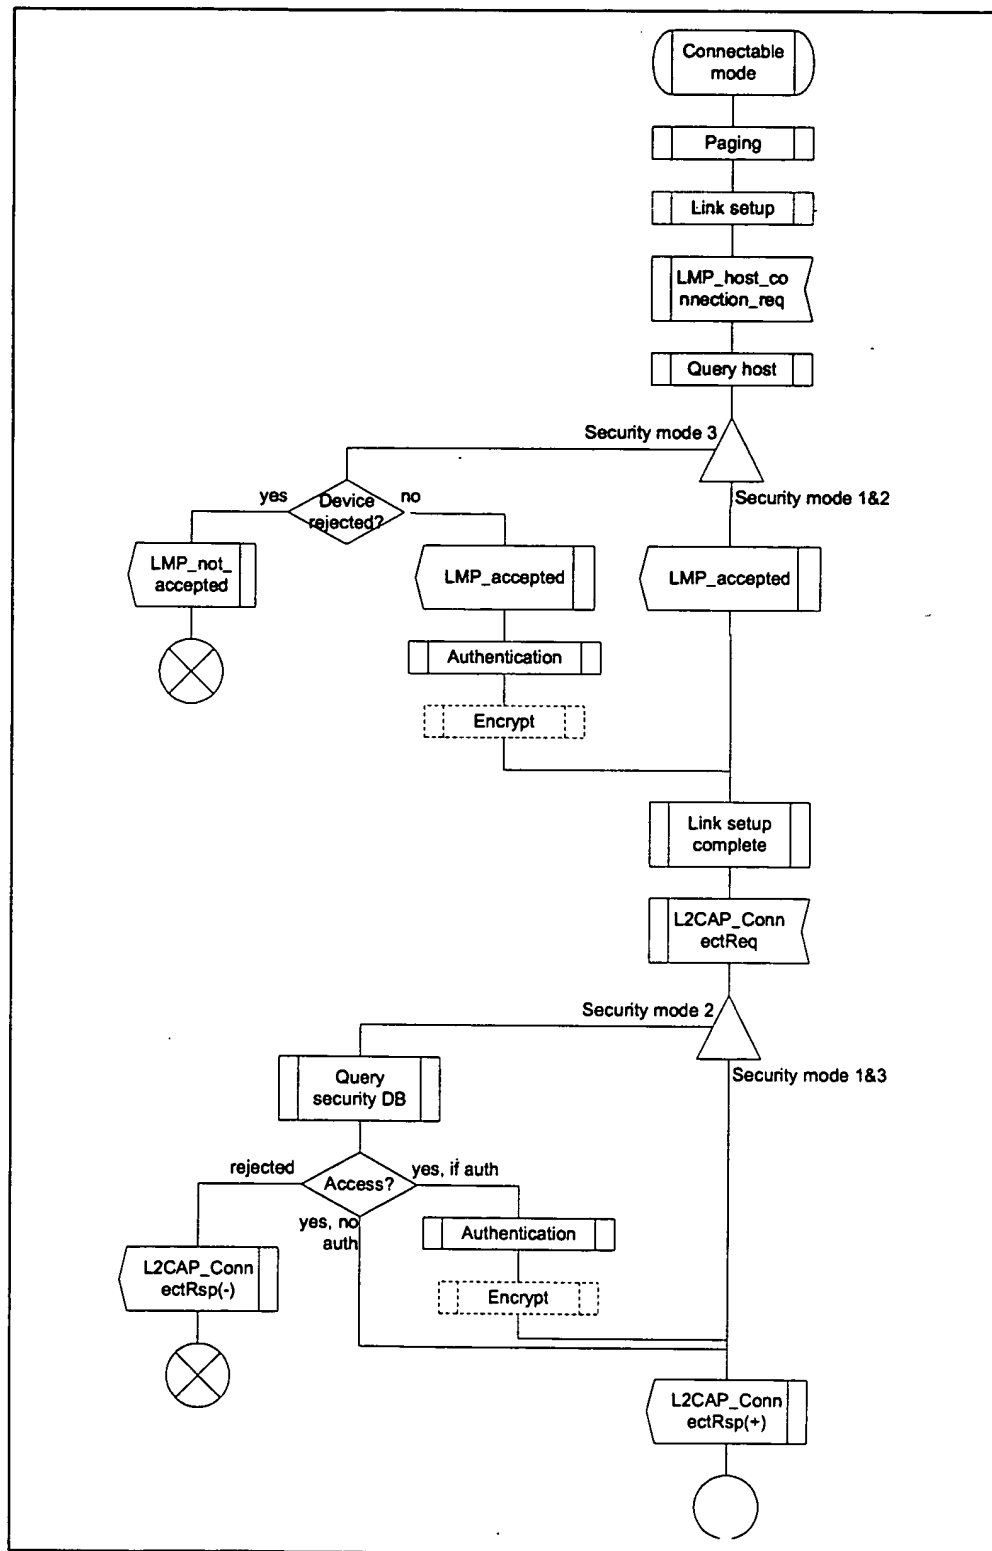 Connectable
mode
Paging
Link setup
LMP_host_co
nnection_req
Query host
Security mode 3
Security mode 1&2
yes
Device
rejected?
no
LMP_not_
accepted
LMP_accepted
LMP_accepted
Authentication
Encrypt
Link setup
complete
L2CAP_Conn
ectReq
Security mode 2
Security mode 1&3
Query
security DB
rejected
Access?
yes, if auth
yes, no
auth
Authentication
L2CAP_Conn
ectRsp(-)
Encrypt
L2CAP_Conn
ectRsp(+)